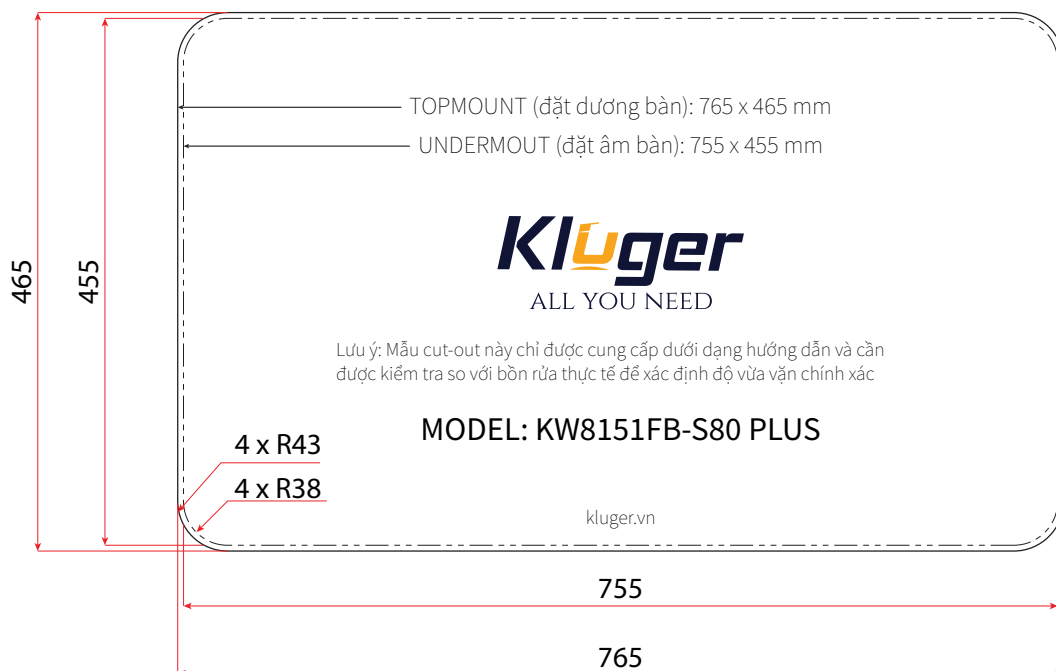 TOPMOUNT (đặt dương bàn): 765 x 465 mm
UNDERMOUT (đặt âm bàn): 755 x 455 mm
465
455
Kluger
ALL YOU NEED
Lưu ý: Mẫu cut-out này chỉ được cung cấp dưới dạng hướng dẫn và cần
được kiểm tra so với bồn rửa thực tế để xác định độ vừa vặn chính xác
MODEL: KW8151FB-S80 PLUS
4 x R43
4 x R38
kluger.vn
755
765